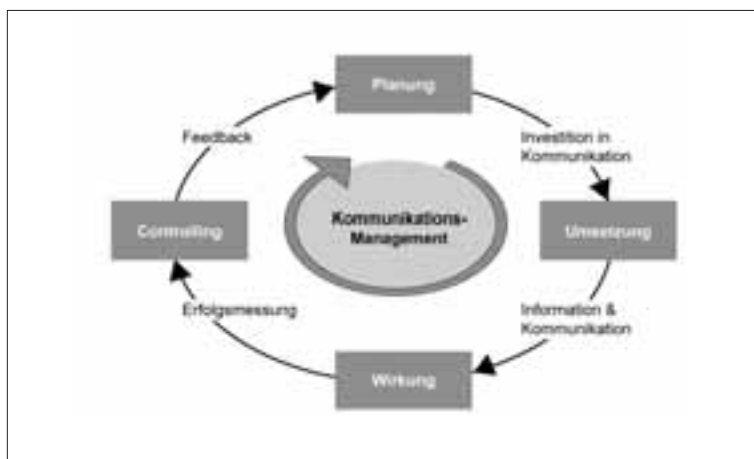 Planung
Feedback
Investition in
Kommunikation
Kommunikations-
Management
Controlling
Umsetzung
Erfolgsmessung
Information &
Kommunikation
Wirkung